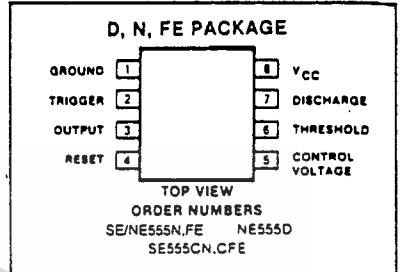 D, N, FE PACKAGE
GROUND 1
TRIGGER 2
OUTPUT 3
RESET 4
8 VCC
7 DISCHARGE
6 THRESHOLD
5 CONTROL
VOLTAGE
TOP VIEW
ORDER NUMBERS
SE/NE555N,FE NE555D
SE555CN,CFE